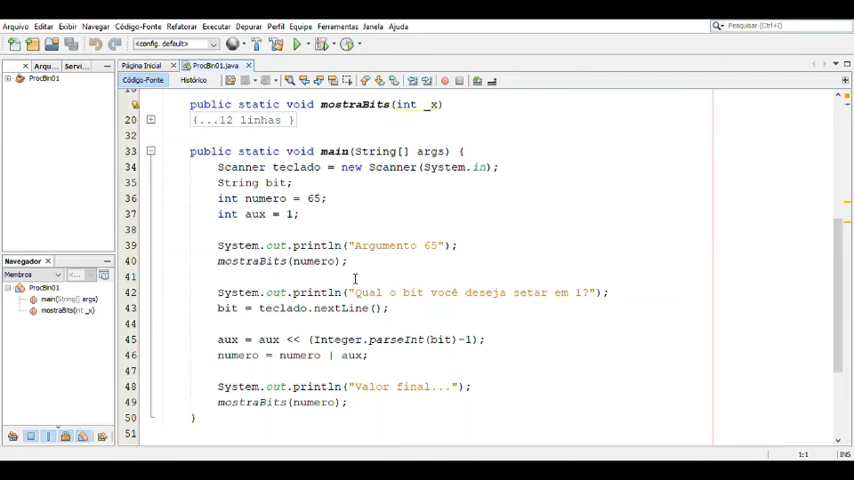 Arquivo Editar Exibir Navegar Código-Fonte Refatorar Executar Depurar Perfil Equipe Ferramentas Janela Ajuda
Pesquisar (Ctrl+I)
<config. default>
Arqu... Servi...
Página Inicial ProcBin01.java
ProcBin01
Código-Fonte Histórico
public static void mostraBits(int _x)
20 {...12 linhas }
32
33 public static void main(String[] args) {
34 Scanner teclado = new Scanner(System.in);
35 String bit;
36 int numero = 65;
37 int aux = 1;
38
39 System.out.println("Argumento 65");
40 mostraBits(numero);
41
42 System.out.println("Qual o bit você deseja setar em 1?");
43 bit = teclado.nextLine();
44
45 aux = aux << (Integer.parseInt(bit)-1);
46 numero = numero | aux;
47
48 System.out.println("Valor final...");
49 mostraBits(numero);
50 }
51
Navegador
Membros
ProcBin01
main(String[] args)
mostraBits(int _x)
1:1 INS